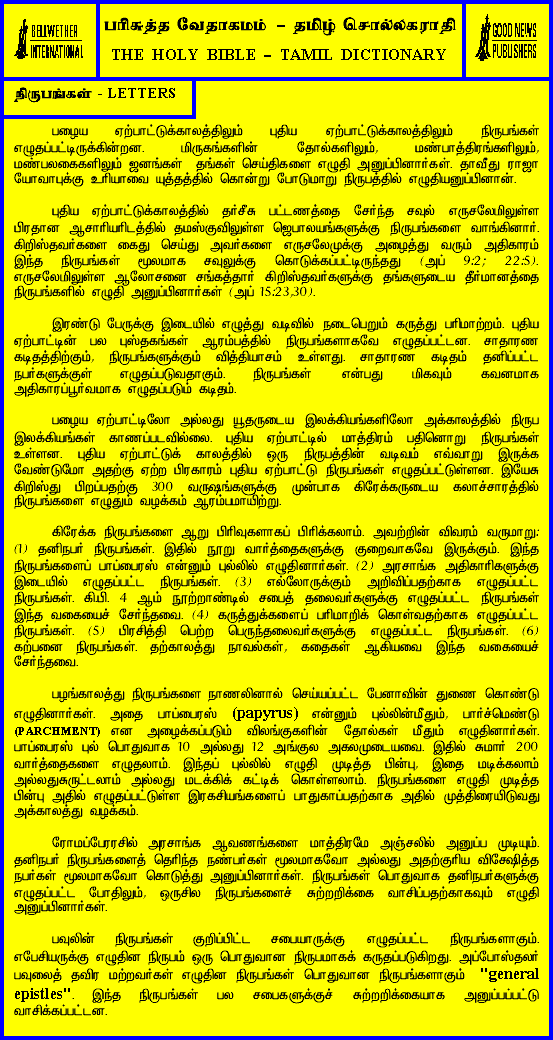 BELLWETHER
INTERNATIONAL
பரிசுத்த வேதாகமம் – தமிழ் சொல்லகராதி
THE HOLY BIBLE – TAMIL DICTIONARY
GOOD NEWS
PUBLISHERS
நிருபங்கள் - LETTERS
பழைய ஏற்பாட்டுக்காலத்திலும் புதிய ஏற்பாட்டுக்காலத்திலும் நிருபங்கள்
எழுதப்பட்டிருக்கின்றன. மிருகங்களின் தோல்களிலும், மண்பாத்திரங்களிலும்,
மண்பலகைகளிலும் ஜனங்கள் தங்கள் செய்திகளை எழுதி அனுப்பினார்கள். தாவீது ராஜா
யோவாபுக்கு உரியாவை யுத்தத்தில் கொன்று போடுமாறு நிருபத்தில் எழுதியனுப்பினான்.
புதிய ஏற்பாட்டுக்காலத்தில் தர்சீசு பட்டணத்தை சேர்ந்த சவுல் எருசலேமிலுள்ள
பிரதான ஆசாரியரிடத்தில் தமஸ்குவிலுள்ள ஜெபாலயங்களுக்கு நிருபங்களை வாங்கினார்.
கிறிஸ்தவர்களை கைது செய்து அவர்களை எருசலேமுக்கு அழைத்து வரும் அதிகாரம்
இந்த நிருபங்கள் மூலமாக சவுலுக்கு கொடுக்கப்பட்டிருந்தது (அப் 9:2; 22:5).
எருசலேமிலுள்ள ஆலோசனை சங்கத்தார் கிறிஸ்தவர்களுக்கு தங்களுடைய தீர்மானத்தை
நிருபங்களில் எழுதி அனுப்பினார்கள் (அப் 15:23,30).
இரண்டு பேருக்கு இடையில் எழுத்து வடிவில் நடைபெறும் கருத்து பரிமாற்றம். புதிய
ஏற்பாட்டின் பல புஸ்தகங்கள் ஆரம்பத்தில் நிருபங்களாகவே எழுதப்பட்டன. சாதாரண
கடிதத்திற்கும், நிருபங்களுக்கும் வித்தியாசம் உள்ளது. சாதாரண கடிதம் தனிப்பட்ட
நபர்களுக்குள் எழுதப்படுவதாகும். நிருபங்கள் என்பது மிகவும் கவனமாக
அதிகாரப்பூர்வமாக எழுதப்படும் கடிதம்.
பழைய ஏற்பாட்டிலோ அல்லது யூதருடைய இலக்கியங்களிலோ அக்காலத்தில் நிருப
இலக்கியங்கள் காணப்படவில்லை. புதிய ஏற்பாட்டில் மாத்திரம் பதினொறு நிருபங்கள்
உள்ளன. புதிய ஏற்பாட்டுக் காலத்தில் ஒரு நிருபத்தின் வடிவம் எவ்வாறு இருக்க
வேண்டுமோ அதற்கு ஏற்ற பிரகாரம் புதிய ஏற்பாட்டு நிருபங்கள் எழுதப்பட்டுள்ளன. இயேசு
கிறிஸ்து பிறப்பதற்கு 300 வருஷங்களுக்கு முன்பாக கிரேக்கருடைய கலாச்சாரத்தில்
நிருபங்களை எழுதும் வழக்கம் ஆரம்பமாயிற்று.
கிரேக்க நிருபங்களை ஆறு பிரிவுகளாகப் பிரிக்கலாம். அவற்றின் விவரம் வருமாறு:
(1) தனிநபர் நிருபங்கள். இதில் நூறு வார்த்தைகளுக்கு குறைவாகவே இருக்கும். இந்த
நிருபங்களைப் பாப்பைரஸ் என்னும் புல்லில் எழுதினார்கள். (2) அரசாங்க அதிகாரிகளுக்கு
இடையில் எழுதப்பட்ட நிருபங்கள். (3) எல்லோருக்கும் அறிவிப்பதற்காக எழுதப்பட்ட
நிருபங்கள். கி.பி. 4 ஆம் நூற்றாண்டில் சபைத் தலைவர்களுக்கு எழுதப்பட்ட நிருபங்கள்
இந்த வகையைச் சேர்ந்தவை. (4) கருத்துக்களைப் பரிமாறிக் கொள்வதற்காக எழுதப்பட்ட
நிருபங்கள். (5) பிரசித்தி பெற்ற பெருந்தலைவர்களுக்கு எழுதப்பட்ட நிருபங்கள். (6)
கற்பனை நிருபங்கள். தற்காலத்து நாவல்கள், கதைகள் ஆகியவை இந்த வகையைச்
சேர்ந்தவை.
பழங்காலத்து நிருபங்களை நாணலினால் செய்யப்பட்ட பேனாவின் துணை கொண்டு
எழுதினார்கள். அதை பாப்பைரஸ் (papyrus) என்னும் புல்லின்மீதும், பார்ச்மெண்டு
(PARCHMENT) என அழைக்கப்படும் விலங்குகளின் தோல்கள் மீதும் எழுதினார்கள்.
பாப்பைரஸ் புல் பொதுவாக 10 அல்லது 12 அங்குல அகலமுடையவை. இதில் சுமார் 200
வார்த்தைகளை எழுதலாம். இந்தப் புல்லில் எழுதி முடித்த பின்பு, இதை மடிக்கலாம்
அல்லதுசுருட்டலாம் அல்லது மடக்கிக் கட்டிக் கொள்ளலாம். நிருபங்களை எழுதி முடித்த
பின்பு அதில் எழுதப்பட்டுள்ள இரகசியங்களைப் பாதுகாப்பதற்காக அதில் முத்திரையிடுவது
அக்காலத்து வழக்கம்.
ரோமப்பேரரசில் அரசாங்க ஆவணங்களை மாத்திரமே அஞ்சலில் அனுப்ப முடியும்.
தனிநபர் நிருபங்களைத் தெரிந்த நண்பர்கள் மூலமாகவோ அல்லது அதற்குரிய விசேஷித்த
நபர்கள் மூலமாகவோ கொடுத்து அனுப்பினார்கள். நிருபங்கள் பொதுவாக தனிநபர்களுக்கு
எழுதப்பட்ட போதிலும், ஒருசில நிருபங்களைச் சுற்றறிக்கை வாசிப்பதற்காகவும் எழுதி
அனுப்பினார்கள்.
பவுலின் நிருபங்கள் குறிப்பிட்ட சபையாருக்கு எழுதப்பட்ட நிருபங்களாகும்.
எபேசியருக்கு எழுதின நிருபம் ஒரு பொதுவான நிருபமாகக் கருதப்படுகிறது. அப்போஸ்தலர்
பவுலைத் தவிர மற்றவர்கள் எழுதின நிருபங்கள் பொதுவான நிருபங்களாகும் "general
epistles". இந்த நிருபங்கள் பல சபைகளுக்குச் சுற்றறிக்கையாக அனுப்பப்பட்டு
வாசிக்கப்பட்டன.